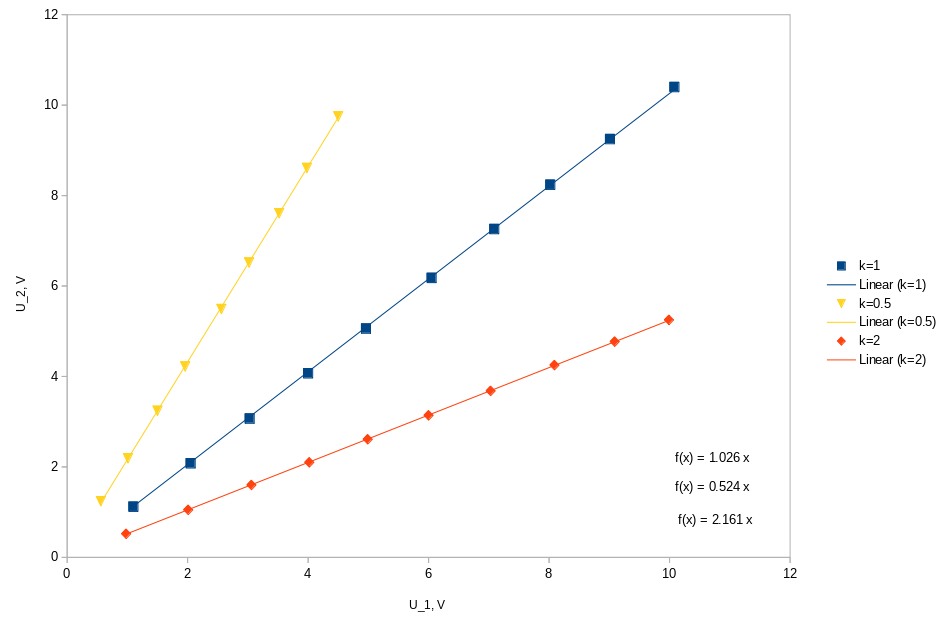 12
10
8
6
4
2
0
U_2, V
0 2 4 6 8 10 12
U_1, V
f(x) = 1.026 x
f(x) = 0.524 x
f(x) = 2.161 x
k=1
Linear (k=1)
k=0.5
Linear (k=0.5)
k=2
Linear (k=2)